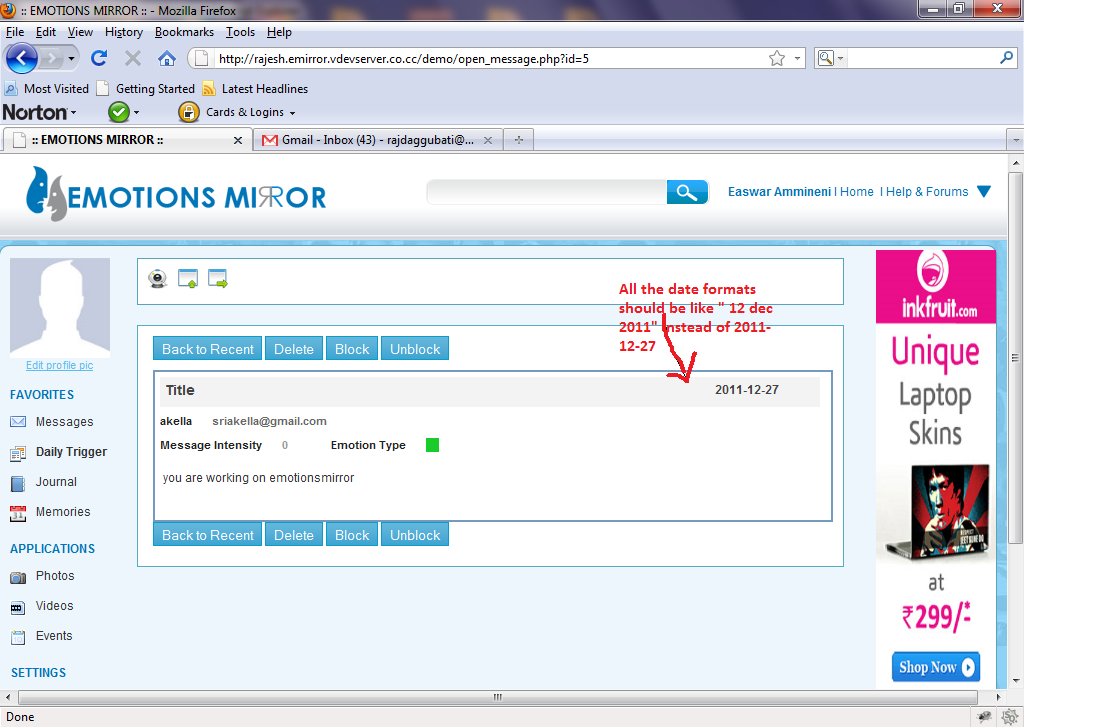 :: EMOTIONS MIRROR :: - Mozilla Firefox
File Edit View History Bookmarks Tools Help
http://rajesh.emirror.vdevserver.co.cc/demo/open_message.php?id=5
Most Visited Getting Started Latest Headlines
Norton Cards & Logins
:: EMOTIONS MIRROR :: Gmail - Inbox (43) - rajdaggubati@...
EMOTIONS MIRROR
Easwar Ammineni | Home | Help & Forums
Edit profile pic
FAVORITES
Messages
Daily Trigger
Journal
Memories
APPLICATIONS
Photos
Videos
Events
SETTINGS
All the date formats
should be like " 12 dec
2011" instead of 2011-
12-27
Back to Recent Delete Block Unblock
Title 2011-12-27
akella sriakella@gmail.com
Message Intensity 0 Emotion Type
you are working on emotionsmirror
Back to Recent Delete Block Unblock
inkfruit.com
Unique
Laptop
Skins
at
₹299/-*
Shop Now
Done